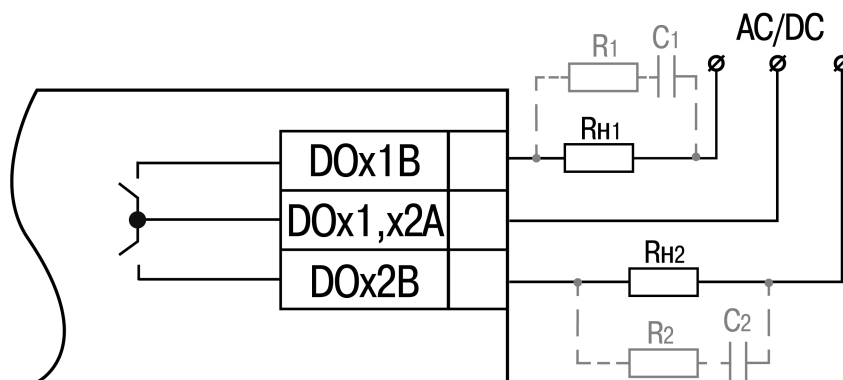 AC/DC
R1
C1
RH1
DOx1B
DOx1,x2A
DOx2B
RH2
R2
C2